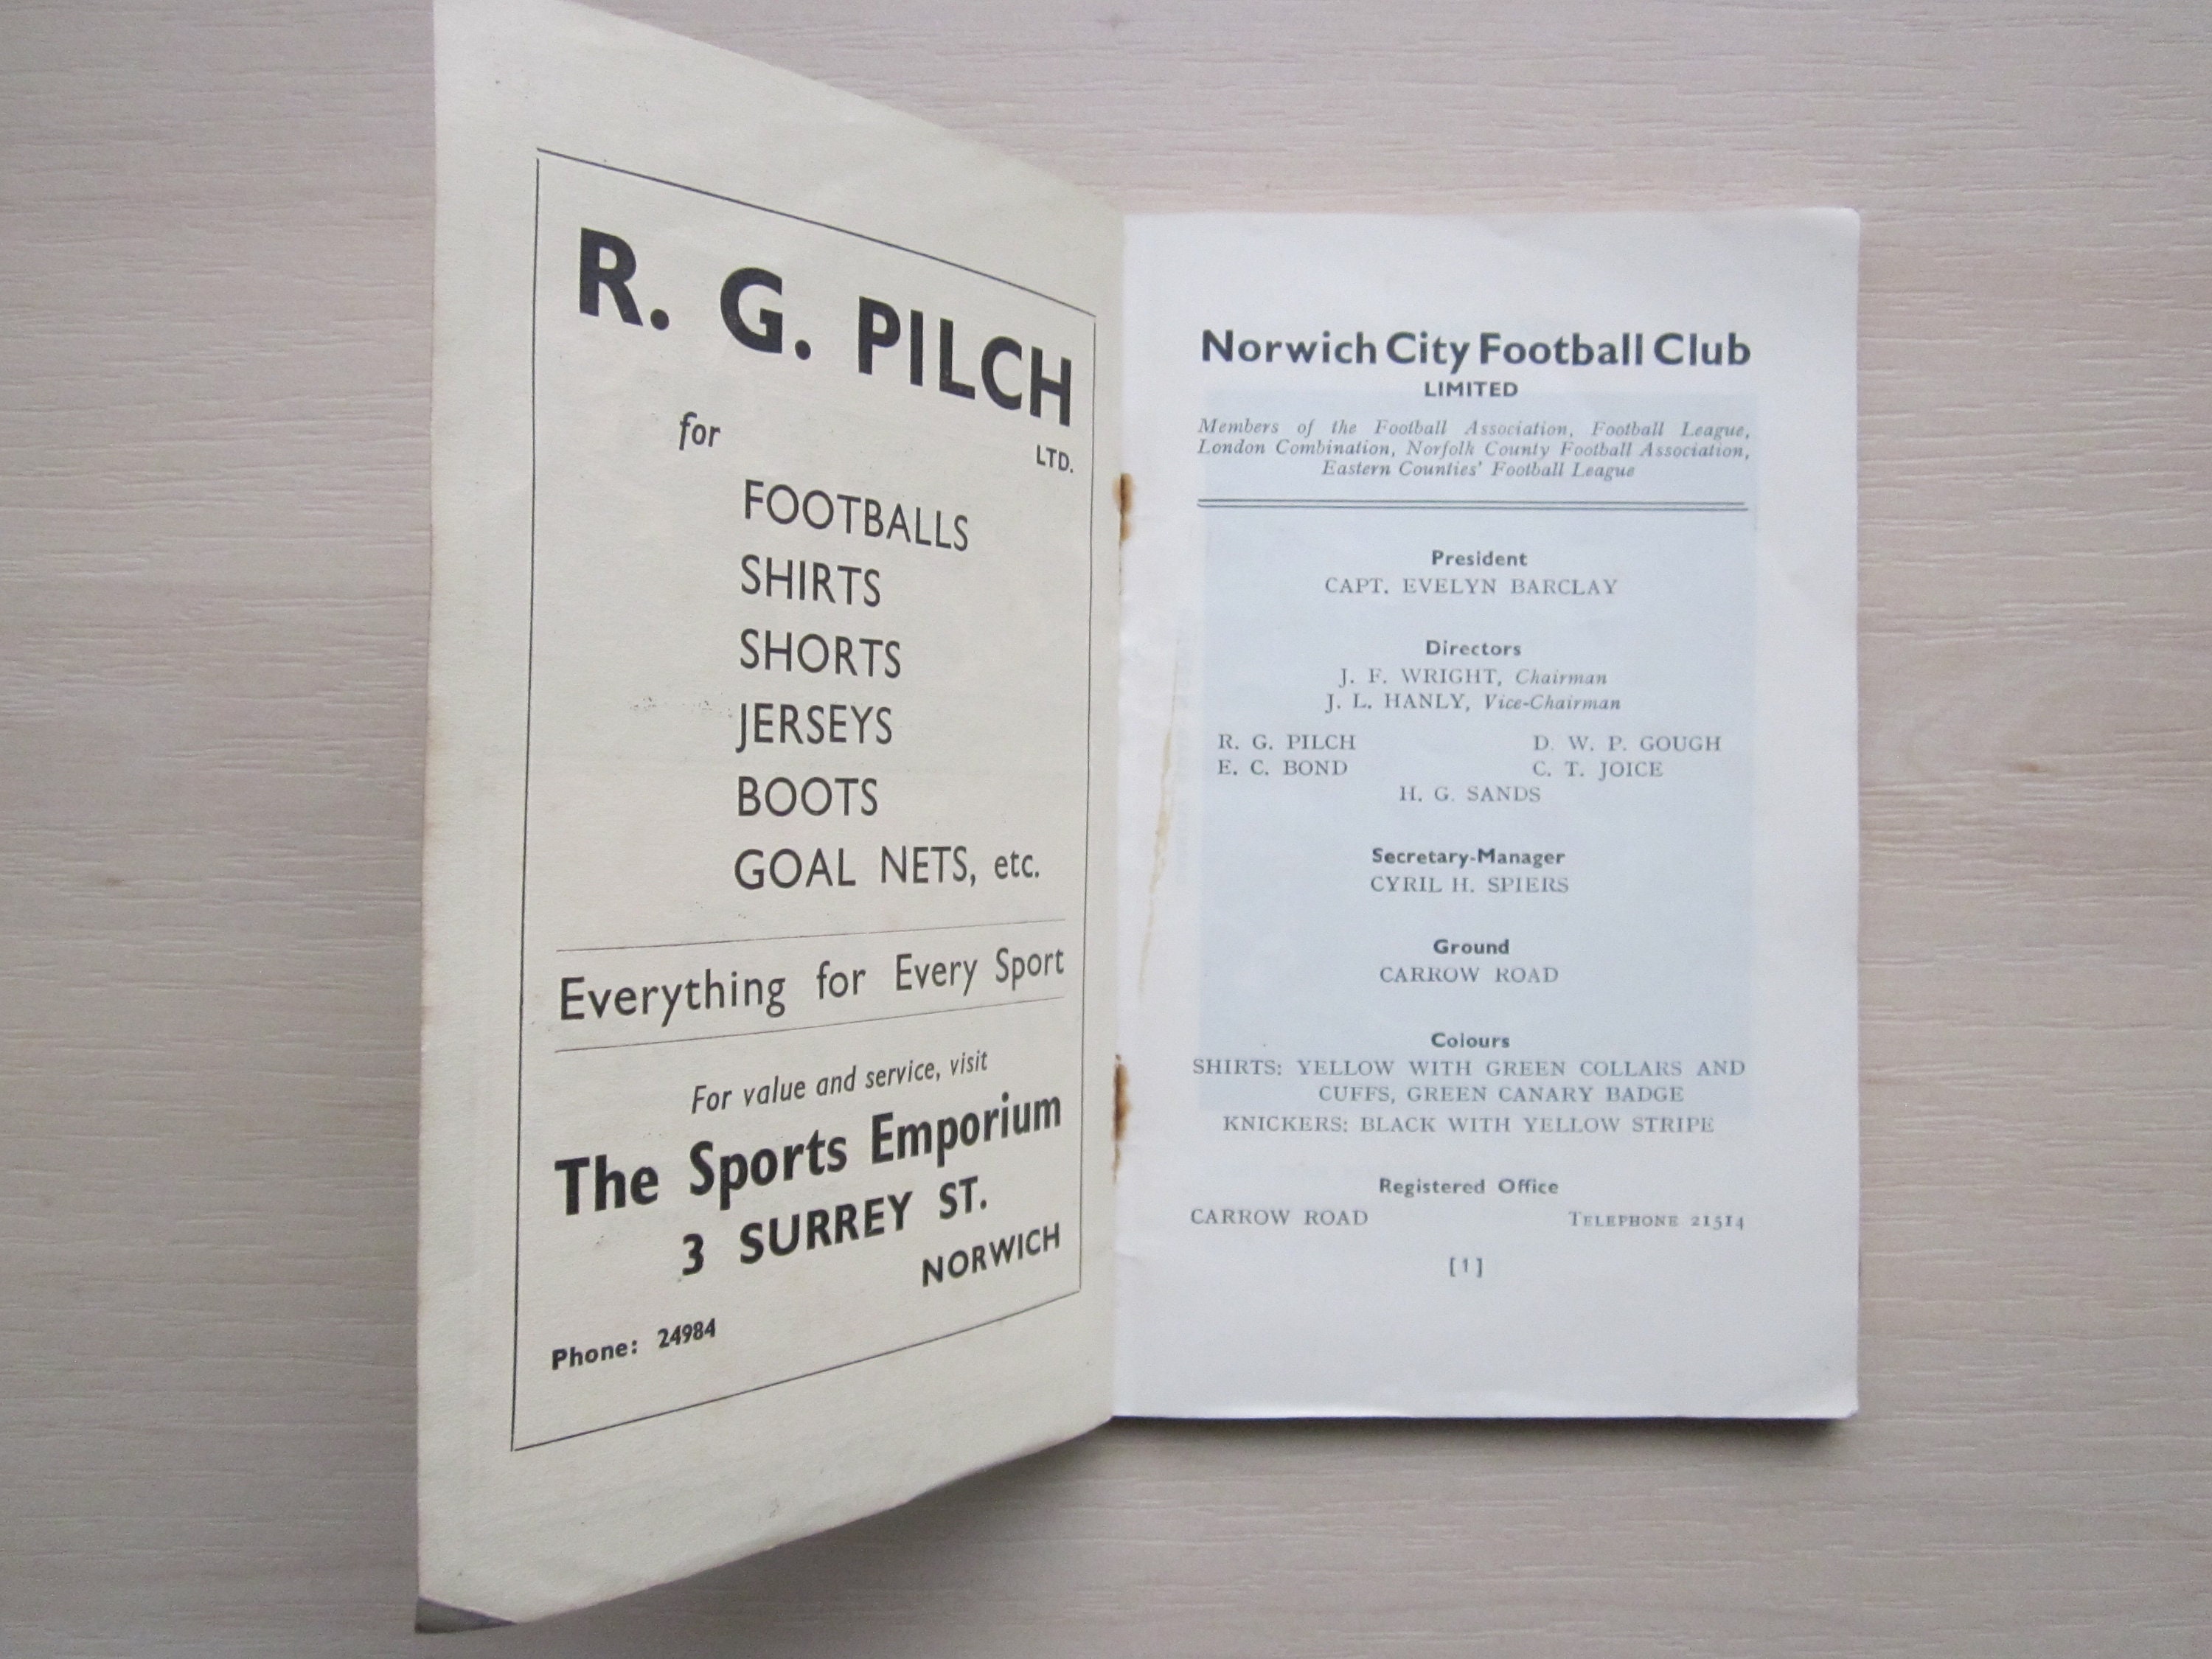 R. G. PILCH
for
LTD.
FOOTBALLS
SHIRTS
SHORTS
JERSEYS
BOOTS
GOAL NETS, etc.
Everything for Every Sport
For value and service, visit
The Sports Emporium
3 SURREY ST.
NORWICH
Phone: 24984
Norwich City Football Club
LIMITED
Members of the Football Association, Football League,
London Combination, Norfolk County Football Association,
Eastern Counties' Football League
President
CAPT. EVELYN BARCLAY
Directors
J. F. WRIGHT, Chairman
J. L. HANLY, Vice-Chairman
R. G. PILCH D. W. P. GOUGH
E. C. BOND C. T. JOICE
H. G. SANDS
Secretary-Manager
CYRIL H. SPIERS
Ground
CARROW ROAD
Colours
SHIRTS: YELLOW WITH GREEN COLLARS AND
CUFFS, GREEN CANARY BADGE
KNICKERS: BLACK WITH YELLOW STRIPE
Registered Office
CARROW ROAD TELEPHONE 21514
[1]